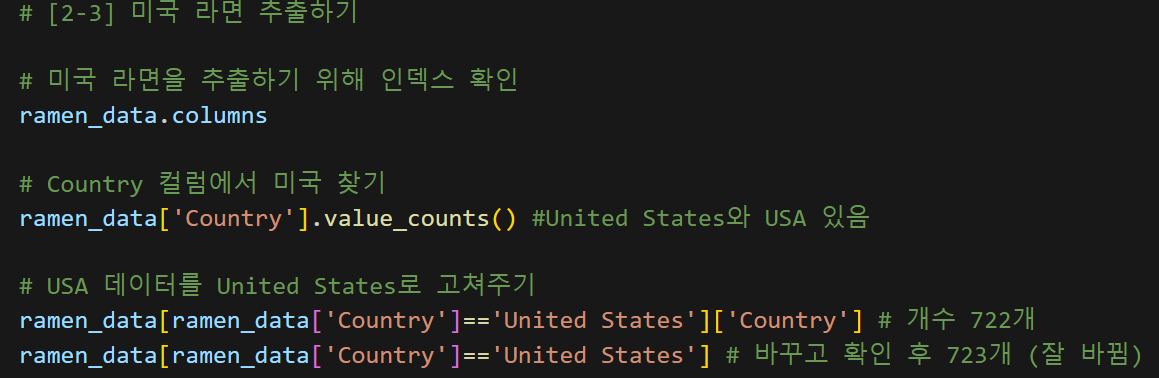 # [2-3] 미국 라면 추출하기
# 미국 라면을 추출하기 위해 인덱스 확인
ramen_data.columns
# Country 컬럼에서 미국 찾기
ramen_data['Country'].value_counts() #United States와 USA 있음
# USA 데이터를 United States로 고쳐주기
ramen_data[ramen_data['Country']=='United States']['Country'] # 개수 722개
ramen_data[ramen_data['Country']=='United States'] # 바꾸고 확인 후 723개 (잘 바뀜)